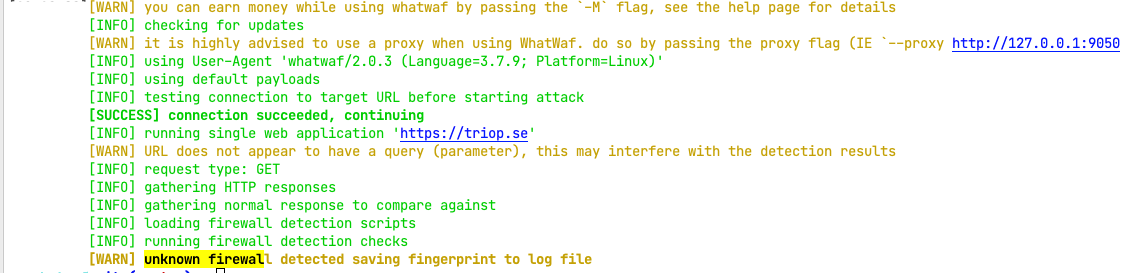 [WARN] you can earn money while using whatwaf by passing the `-M` flag, see the help page for details
[INFO] checking for updates
[WARN] it is highly advised to use a proxy when using WhatWaf. do so by passing the proxy flag (IE `--proxy http://127.0.0.1:9050
[INFO] using User-Agent 'whatwaf/2.0.3 (Language=3.7.9; Platform=Linux)'
[INFO] using default payloads
[INFO] testing connection to target URL before starting attack
[SUCCESS] connection succeeded, continuing
[INFO] running single web application 'https://triop.se'
[WARN] URL does not appear to have a query (parameter), this may interfere with the detection results
[INFO] request type: GET
[INFO] gathering HTTP responses
[INFO] gathering normal response to compare against
[INFO] loading firewall detection scripts
[INFO] running firewall detection checks
[WARN] unknown firewall detected saving fingerprint to log file